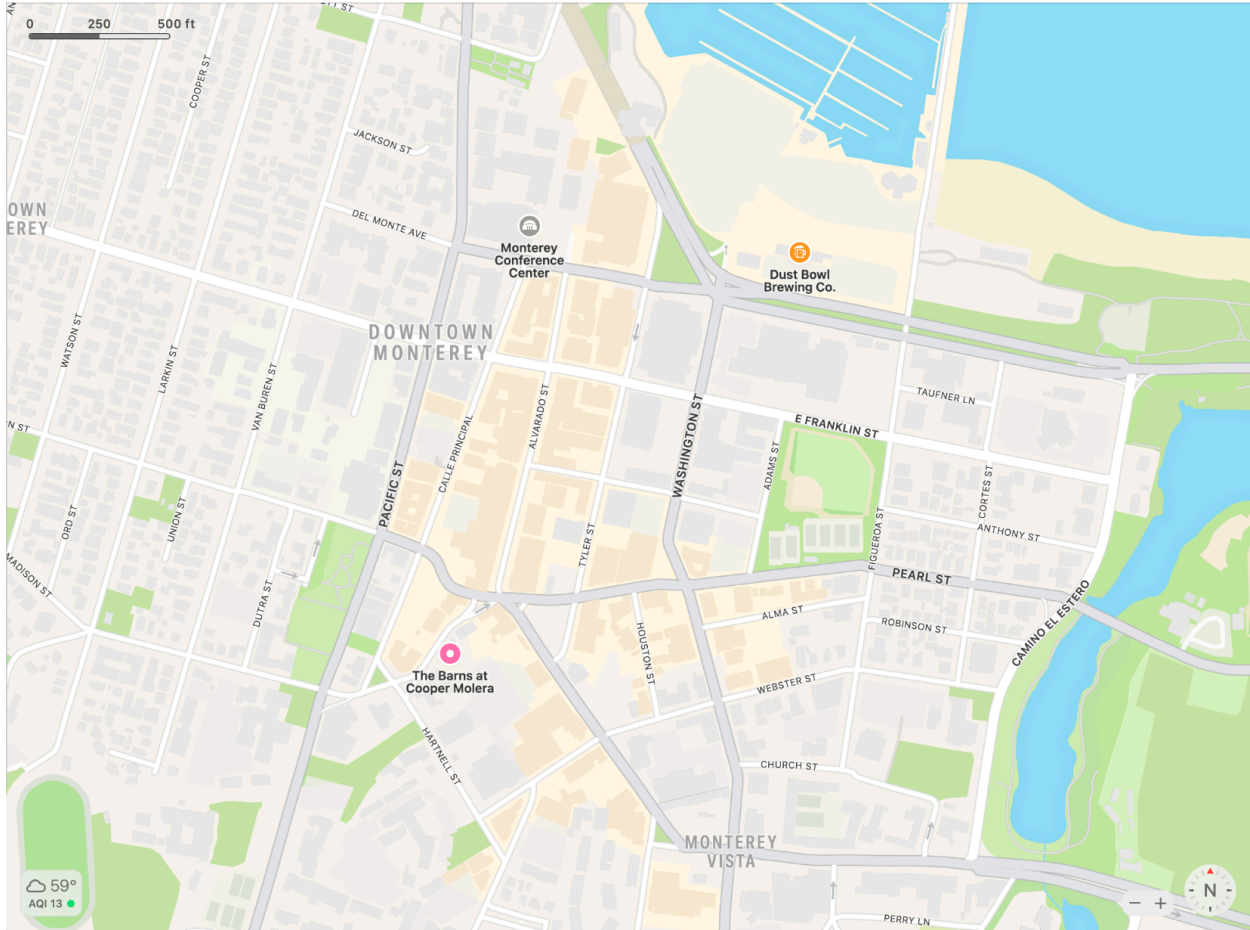 AN
TT ST
0 250 500 ft
COOPER ST
JACKSON ST
OWN
EREY
DEL MONTE AVE
Monterey
Conference
Center
Dust Bowl
Brewing Co.
DOWNTOWN
MONTEREY
WATSON ST
LARKIN ST
VAN BUREN ST
CALLE PRINCIPAL
ALVARADO ST
WASHINGTON ST
TAUFNER LN
E FRANKLIN ST
N ST
PACIFIC ST
ADAMS ST
CORTES ST
ORD ST
UNION ST
TYLER ST
FIGUEROA ST
ANTHONY ST
MADISON ST
DUTRA ST
PEARL ST
ALMA ST
ROBINSON ST
CAMINO EL ESTERO
HOUSTON ST
The Barns at
Cooper Molera
WEBSTER ST
HARTNELL ST
CHURCH ST
MONTEREY
VISTA
59°
AQI 13
N
− +
PERRY LN